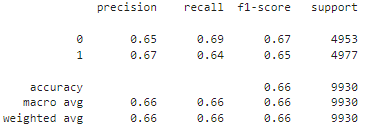 precision recall f1-score support
0 0.65 0.69 0.67 4953
1 0.67 0.64 0.65 4977
accuracy 0.66 9930
macro avg 0.66 0.66 0.66 9930
weighted avg 0.66 0.66 0.66 9930